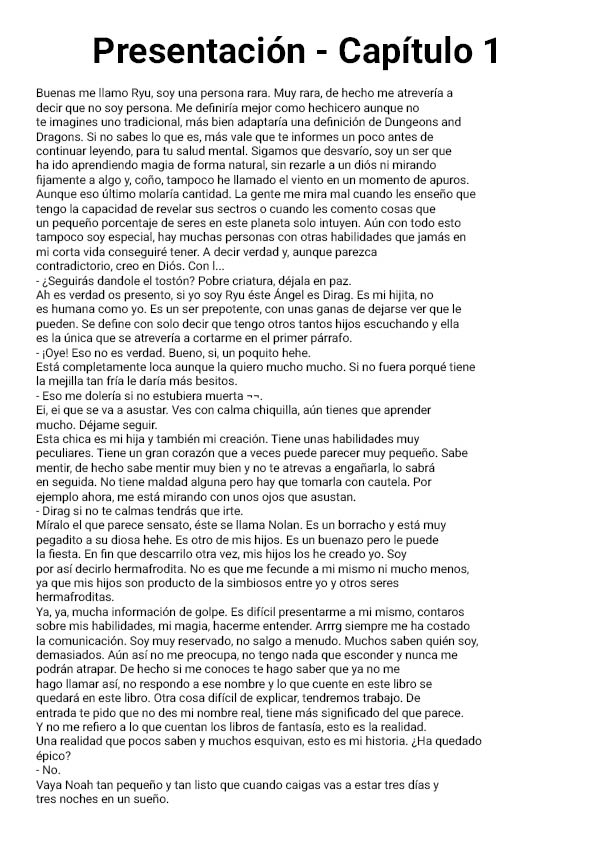 Presentación - Capítulo 1
Buenas me llamo Ryu, soy una persona rara. Muy rara, de hecho me atrevería a
decir que no soy persona. Me definiría mejor como hechicero aunque no
te imagines uno tradicional, más bien adaptaría una definición de Dungeons and
Dragons. Si no sabes lo que es, más vale que te informes un poco antes de
continuar leyendo, para tu salud mental. Sigamos que desvarío, soy un ser que
ha ido aprendiendo magia de forma natural, sin rezarle a un diós ni mirando
fijamente a algo y, coño, tampoco he llamado el viento en un momento de apuros.
Aunque eso último molaría cantidad. La gente me mira mal cuando les enseño que
tengo la capacidad de revelar sus sectros o cuando les comento cosas que
un pequeño porcentaje de seres en este planeta solo intuyen. Aún con todo esto
tampoco soy especial, hay muchas personas con otras habilidades que jamás en
mi corta vida conseguiré tener. A decir verdad y, aunque parezca
contradictorio, creo en Diós. Con l...
- ¿Seguirás dandole el tostón? Pobre criatura, déjala en paz.
Ah es verdad os presento, si yo soy Ryu éste Ángel es Dirag. Es mi hijita, no
es humana como yo. Es un ser prepotente, con unas ganas de dejarse ver que le
pueden. Se define con solo decir que tengo otros tantos hijos escuchando y ella
es la única que se atrevería a cortarme en el primer párrafo.
- ¡Oye! Eso no es verdad. Bueno, si, un poquito hehe.
Está completamente loca aunque la quiero mucho mucho. Si no fuera porqué tiene
la mejilla tan fría le daría más besitos.
- Eso me dolería si no estubiera muerta ¬¬.
Ei, ei que se va a asustar. Ves con calma chiquilla, aún tienes que aprender
mucho. Déjame seguir.
Esta chica es mi hija y también mi creación. Tiene unas habilidades muy
peculiares. Tiene un gran corazón que a veces puede parecer muy pequeño. Sabe
mentir, de hecho sabe mentir muy bien y no te atrevas a engañarla, lo sabrá
en seguida. No tiene maldad alguna pero hay que tomarla con cautela. Por
ejemplo ahora, me está mirando con unos ojos que asustan.
- Dirag si no te calmas tendrás que irte.
Míralo el que parece sensato, éste se llama Nolan. Es un borracho y está muy
pegadito a su diosa hehe. Es otro de mis hijos. Es un buenazo pero le puede
la fiesta. En fin que descarrilo otra vez, mis hijos los he creado yo. Soy
por así decirlo hermafrodita. No es que me fecunde a mi mismo ni mucho menos,
ya que mis hijos son producto de la simbiosos entre yo y otros seres
hermafroditas.
Ya, ya, mucha información de golpe. Es difícil presentarme a mi mismo, contaros
sobre mis habilidades, mi magia, hacerme entender. Arrrg siempre me ha costado
la comunicación. Soy muy reservado, no salgo a menudo. Muchos saben quién soy,
demasiados. Aún así no me preocupa, no tengo nada que esconder y nunca me
podrán atrapar. De hecho si me conoces te hago saber que ya no me
hago llamar así, no respondo a ese nombre y lo que cuente en este libro se
quedará en este libro. Otra cosa difícil de explicar, tendremos trabajo. De
entrada te pido que no des mi nombre real, tiene más significado del que parece.
Y no me refiero a lo que cuentan los libros de fantasía, esto es la realidad.
Una realidad que pocos saben y muchos esquivan, esto es mi historia. ¿Ha quedado
épico?
- No.
Vaya Noah tan pequeño y tan listo que cuando caigas vas a estar tres días y
tres noches en un sueño.